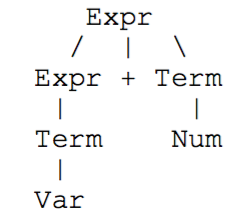 Expr
/ | \
Expr + Term
| |
Term Num
|
Var